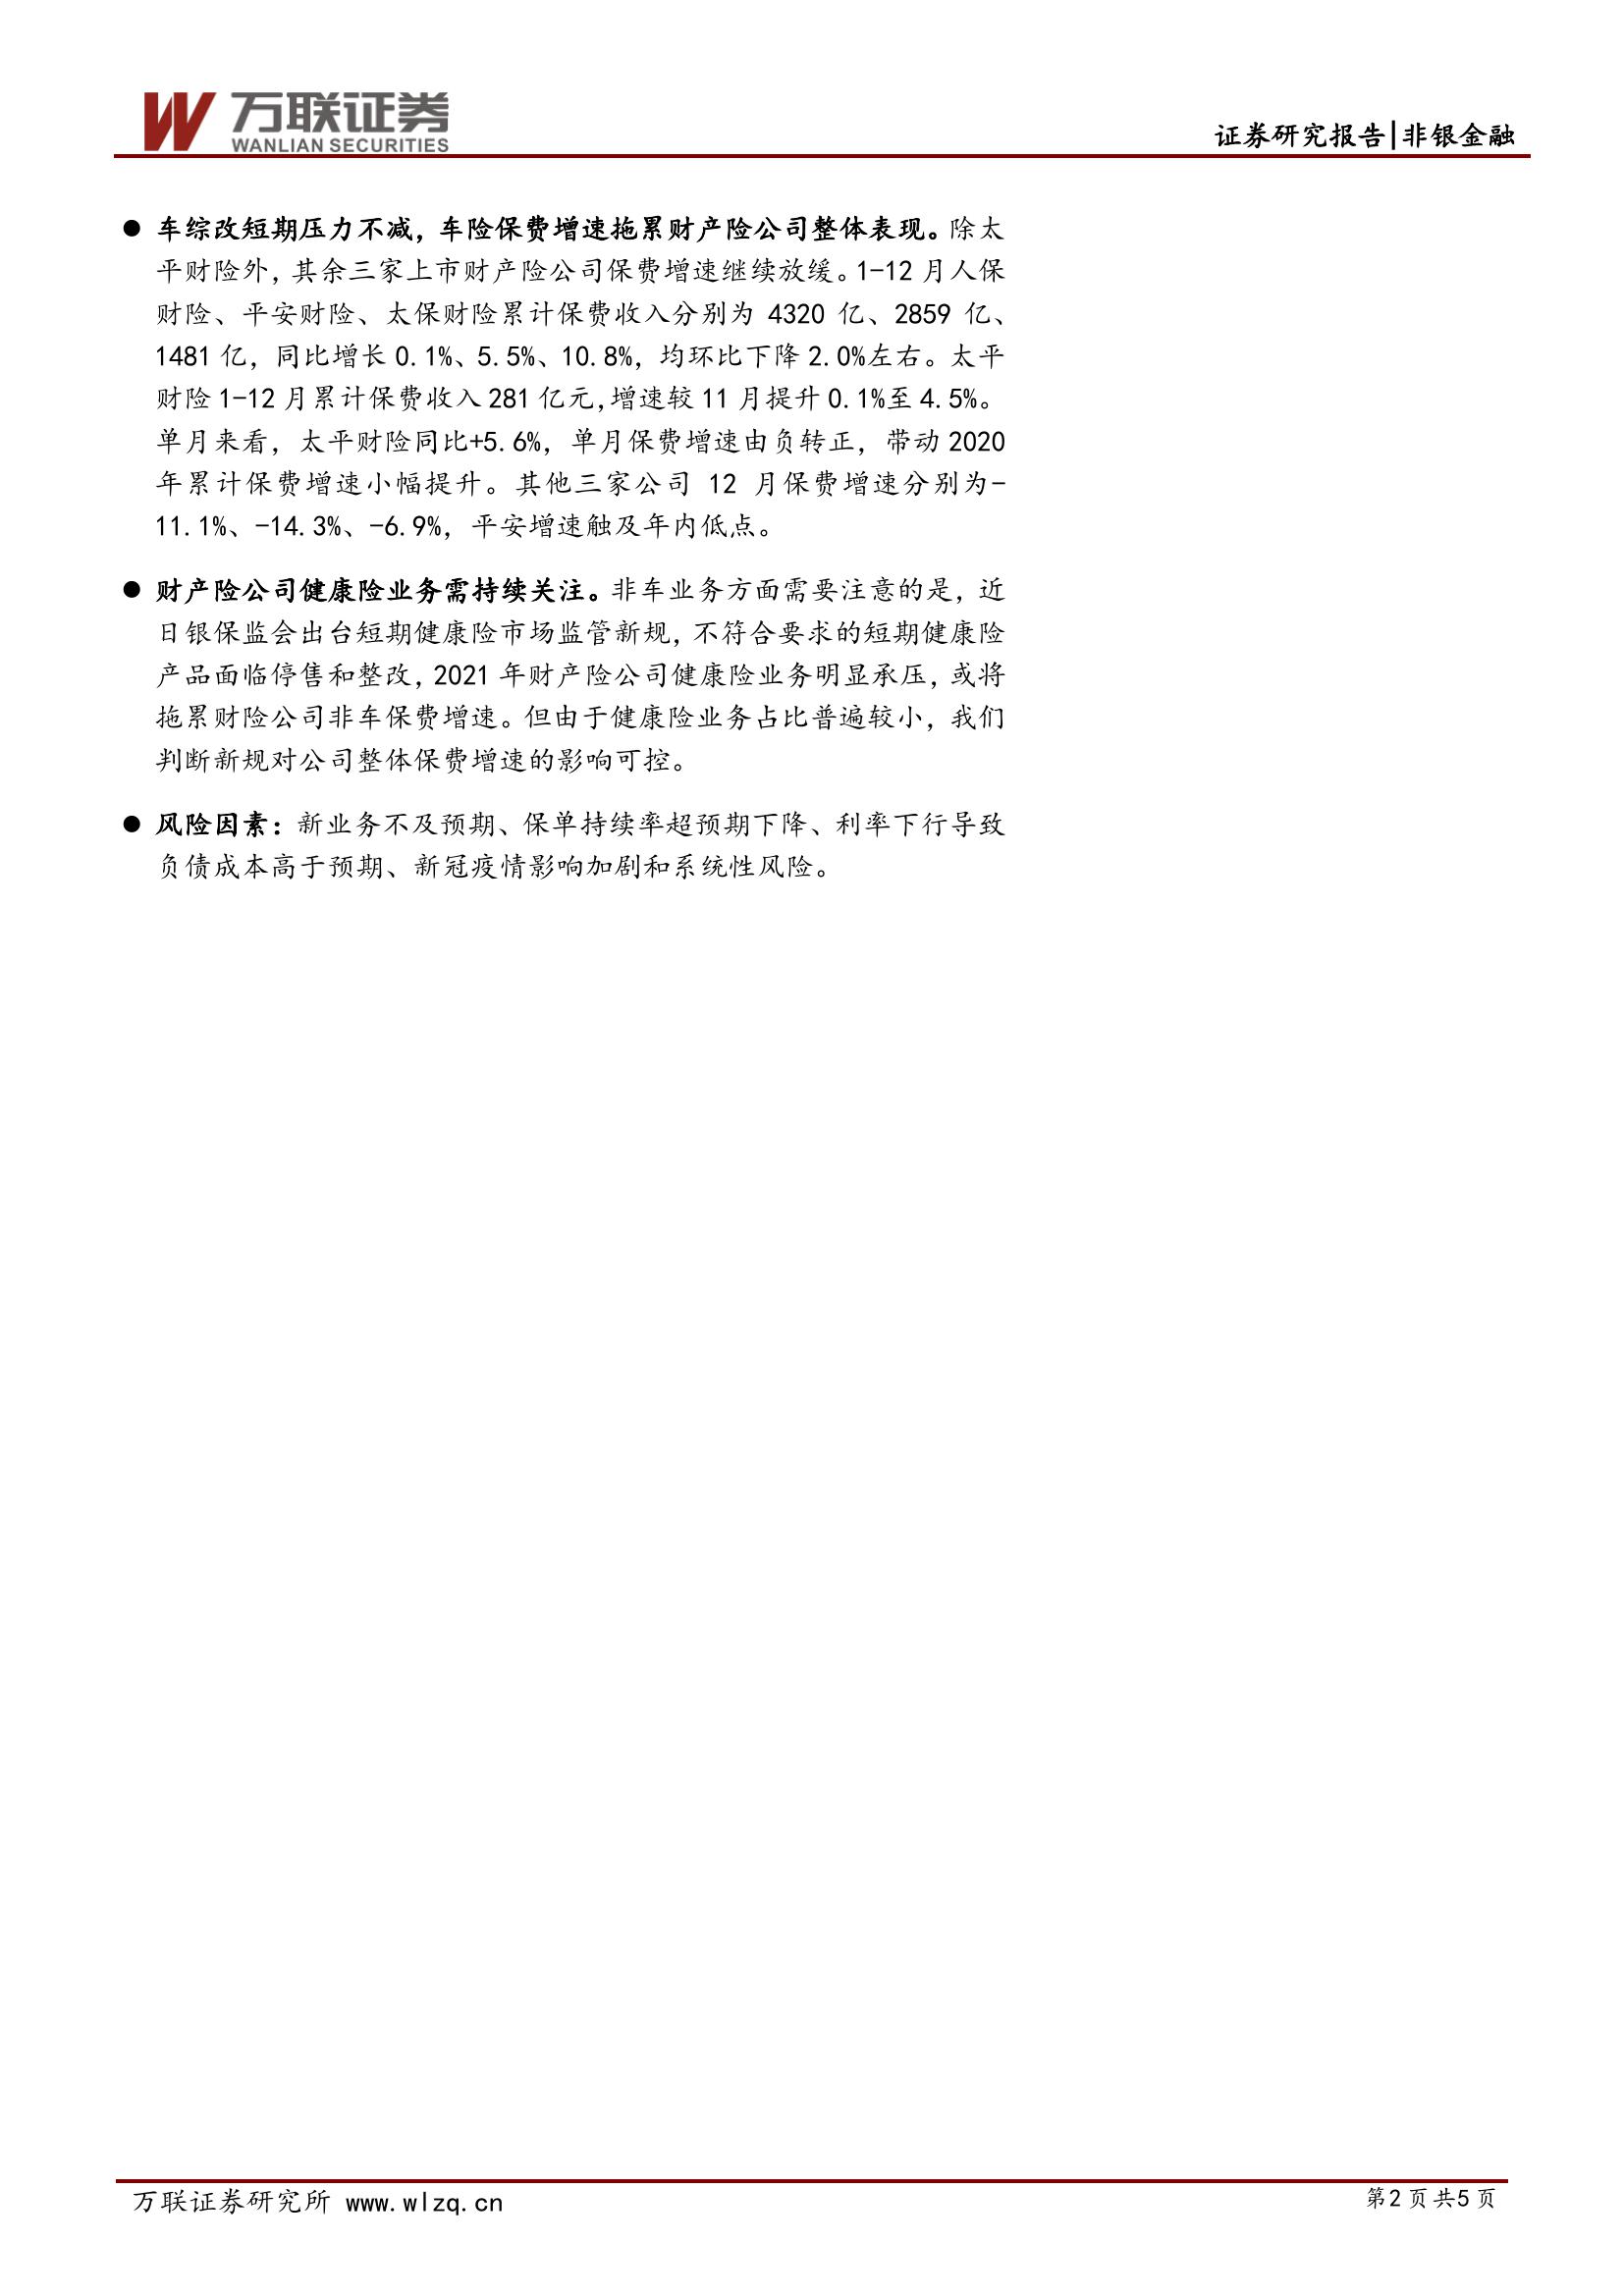 万联证券
WANLIAN SECURITIES
证券研究报告|非银金融
● 车综改短期压力不减，车险保费增速拖累财产险公司整体表现。除太
平财险外，其余三家上市财产险公司保费增速继续放缓。1-12 月人保
财险、平安财险、太保财险累计保费收入分别为 4320 亿、2859 亿、
1481 亿，同比增长 0.1%、5.5%、10.8%，均环比下降 2.0%左右。太平
财险 1-12 月累计保费收入 281 亿元，增速较 11 月提升 0.1%至 4.5%。
单月来看，太平财险同比+5.6%，单月保费增速由负转正，带动 2020
年累计保费增速小幅提升。其他三家公司 12 月保费增速分别为-
11.1%、-14.3%、-6.9%，平安增速触及年内低点。
● 财产险公司健康险业务需持续关注。非车业务方面需要注意的是，近
日银保监会出台短期健康险市场监管新规，不符合要求的短期健康险
产品面临停售和整改，2021 年财产险公司健康险业务明显承压，或将
拖累财险公司非车保费增速。但由于健康险业务占比普遍较小，我们
判断新规对公司整体保费增速的影响可控。
● 风险因素：新业务不及预期、保单持续率超预期下降、利率下行导致
负债成本高于预期、新冠疫情影响加剧和系统性风险。
万联证券研究所 www.wlzq.cn
第 2 页 共 5 页